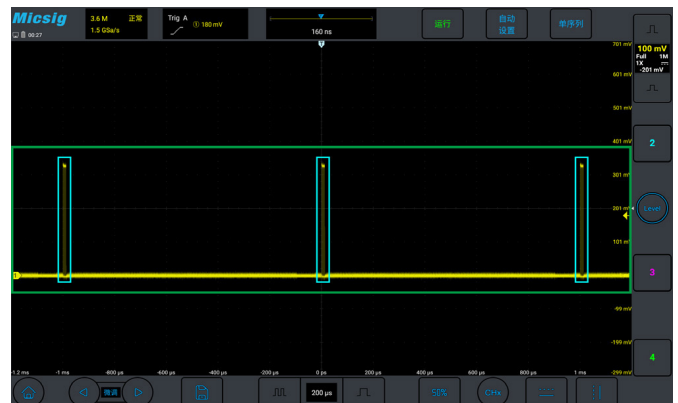 Micsig
00:27
3.6 M 正常
1.5 GSa/s
Trig A ① 180 mV
160 ns
运行
自动
设置
单序列
T
100 mV
Full 1M
1X
-201 mV
701 mV
601 mV
501 mV
401 mV
301 mV
201 mV
101 mV
-99 mV
-199 mV
-299 mV
2
Level
3
4
1
-1.2 ms -1 ms -800 μs -600 μs -400 μs -200 μs 0 ps 200 μs 400 μs 600 μs 800 μs 1 ms
微调
200 μs
50%
CHx